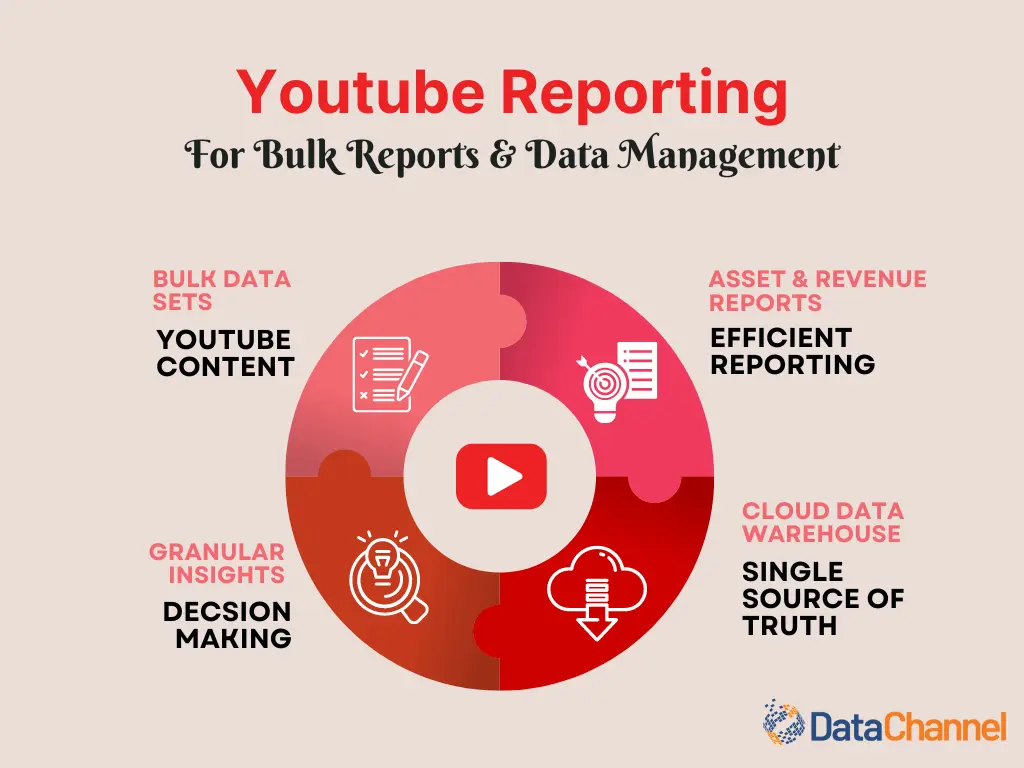 Youtube Reporting
For Bulk Reports & Data Management
BULK DATA
SETS
YOUTUBE
CONTENT
ASSET & REVENUE
REPORTS
EFFICIENT
REPORTING
GRANULAR
INSIGHTS
DECSION
MAKING
CLOUD DATA
WAREHOUSE
SINGLE
SOURCE OF
TRUTH
DataChannel